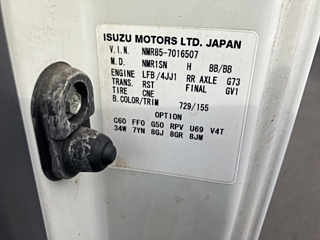 ISUZU MOTORS LTD. JAPAN
V.I.N. NMR85-7016507
M.D. NMR1SN H BB/BB
ENGINE LFB/4JJ1 RR AXLE G73
TRANS. RST FINAL GV1
TIRE CNE
B.COLOR/TRIM 729/155
OPTION
C60 FF0 G50 RPV U69 V4T
34W 7YN 8GJ 8GR 8JM